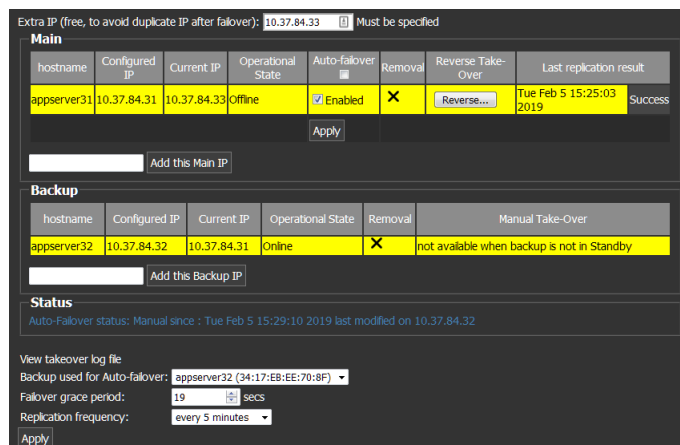 Extra IP (free, to avoid duplicate IP after failover): 10.37.84.33 Must be specified
Main
hostname Configured IP Current IP Operational State Auto-failover Removal Reverse Take-Over Last replication result
appserver31 10.37.84.31 10.37.84.33 Offline Enabled X Reverse... Tue Feb 5 15:25:03 2019 Success
Apply
Add this Main IP
Backup
hostname Configured IP Current IP Operational State Removal Manual Take-Over
appserver32 10.37.84.32 10.37.84.31 Online X not available when backup is not in Standby
Add this Backup IP
Status
Auto-Failover status: Manual since : Tue Feb 5 15:29:10 2019 last modified on 10.37.84.32
View takeover log file
Backup used for Auto-failover: appserver32 (34:17:EB:EE:70:8F)
Failover grace period: 19 secs
Replication frequency: every 5 minutes
Apply